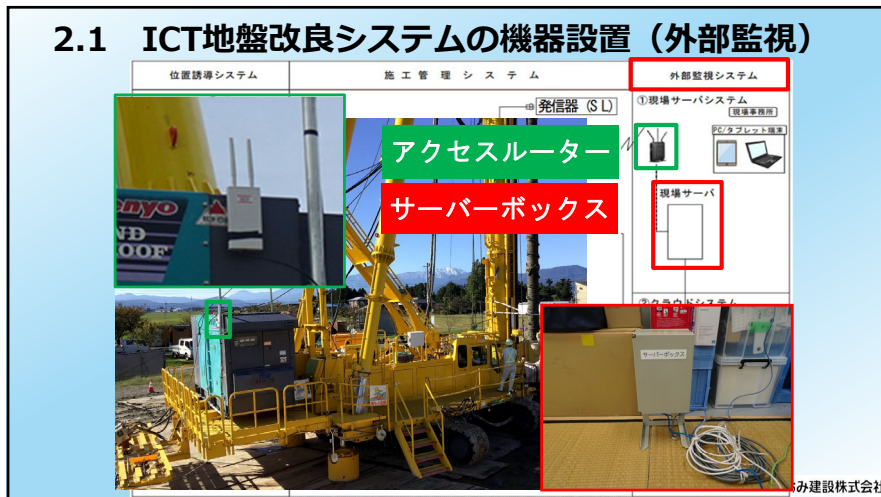 2.1 ICT地盤改良システムの機器設置（外部監視）
位置誘導システム
施工管理システム
外部監視システム
発信器（SL）
①現場サーバシステム
現場事務所
PC/タブレット端末
アクセスルーター
サーバーボックス
現場サーバ
②クラウドシステム
サーバーボックス
み建設株式会社